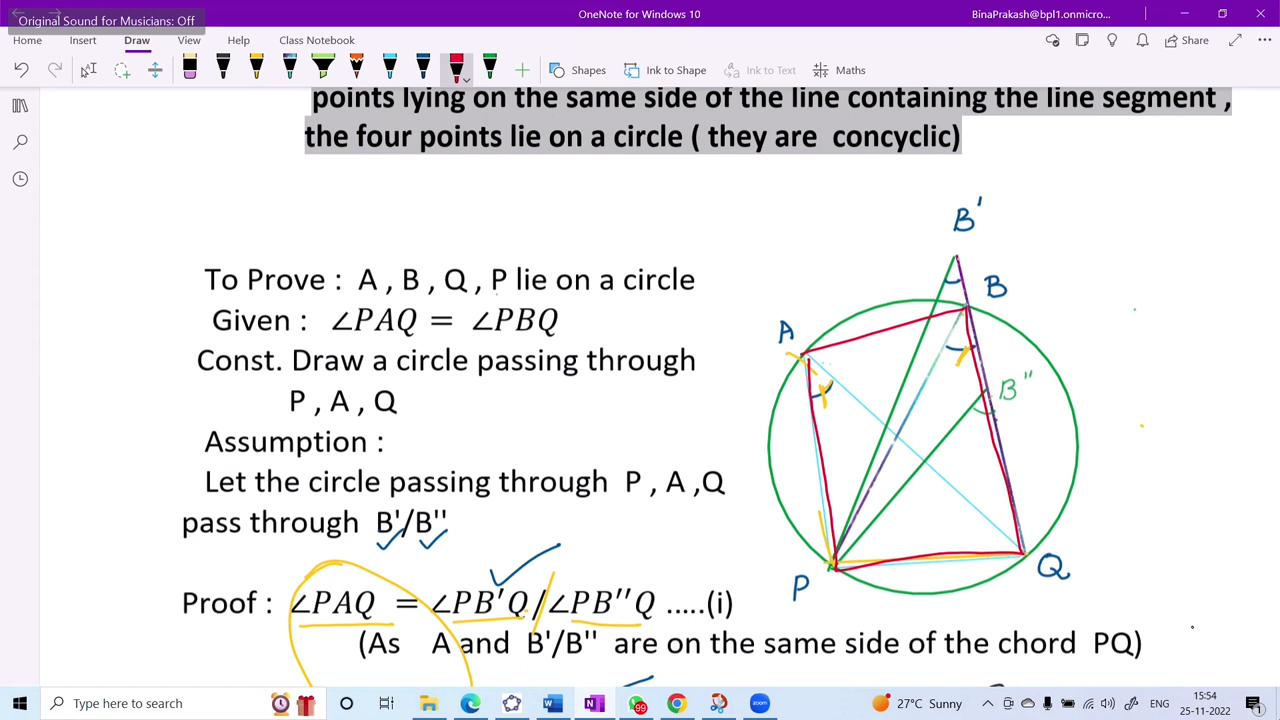 Original Sound for Musicians: Off
OneNote for Windows 10
BinaPrakash@bpl1.onmicro...
Home Insert Draw View Help Class Notebook
Share
Shapes Ink to Shape Ink to Text Maths
points lying on the same side of the line containing the line segment ,
the four points lie on a circle ( they are concyclic)
B'
To Prove : A , B , Q , P lie on a circle
B
Given : ∠PAQ = ∠PBQ
A
Const. Draw a circle passing through
B''
P , A , Q
Assumption :
Let the circle passing through P , A ,Q
pass through B'/B''
Q
P
Proof : ∠PAQ = ∠PB′Q/∠PB′′Q .....(i)
(As A and B'/B'' are on the same side of the chord PQ)
Type here to search
99
zoom
27°C Sunny
ENG
15:54
25-11-2022
1